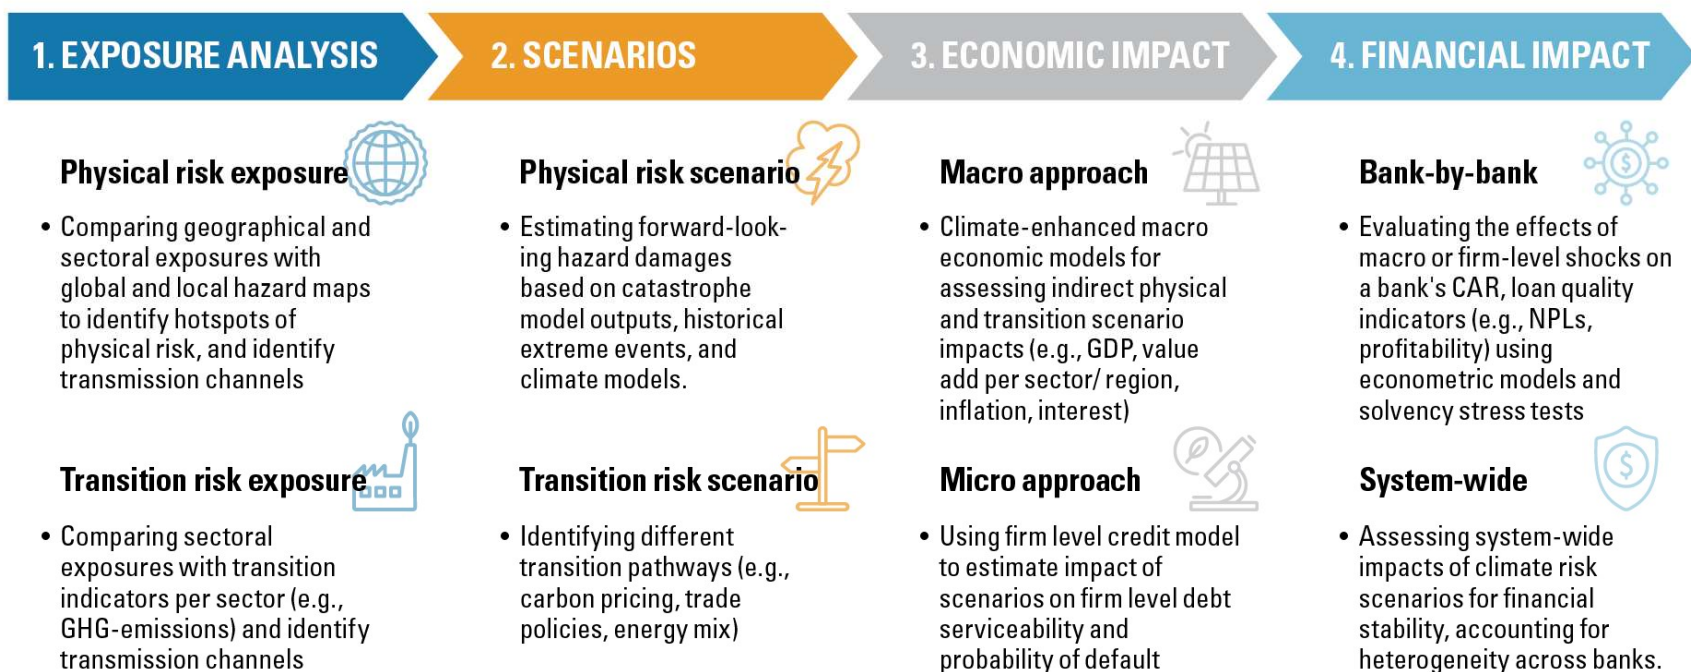 1. EXPOSURE ANALYSIS
2. SCENARIOS
3. ECONOMIC IMPACT
4. FINANCIAL IMPACT
Physical risk exposure
• Comparing geographical and
sectoral exposures with
global and local hazard maps
to identify hotspots of
physical risk, and identify
transmission channels
Transition risk exposure
• Comparing sectoral
exposures with transition
indicators per sector (e.g.,
GHG-emissions) and identify
transmission channels
Physical risk scenario
• Estimating forward-look-
ing hazard damages
based on catastrophe
model outputs, historical
extreme events, and
climate models.
Transition risk scenario
• Identifying different
transition pathways (e.g.,
carbon pricing, trade
policies, energy mix)
Macro approach
• Climate-enhanced macro
economic models for
assessing indirect physical
and transition scenario
impacts (e.g., GDP, value
add per sector/ region,
inflation, interest)
Micro approach
• Using firm level credit model
to estimate impact of
scenarios on firm level debt
serviceability and
probability of default
Bank-by-bank
$
• Evaluating the effects of
macro or firm-level shocks on
a bank's CAR, loan quality
indicators (e.g., NPLs,
profitability) using
econometric models and
solvency stress tests
System-wide
$
• Assessing system-wide
impacts of climate risk
scenarios for financial
stability, accounting for
heterogeneity across banks.